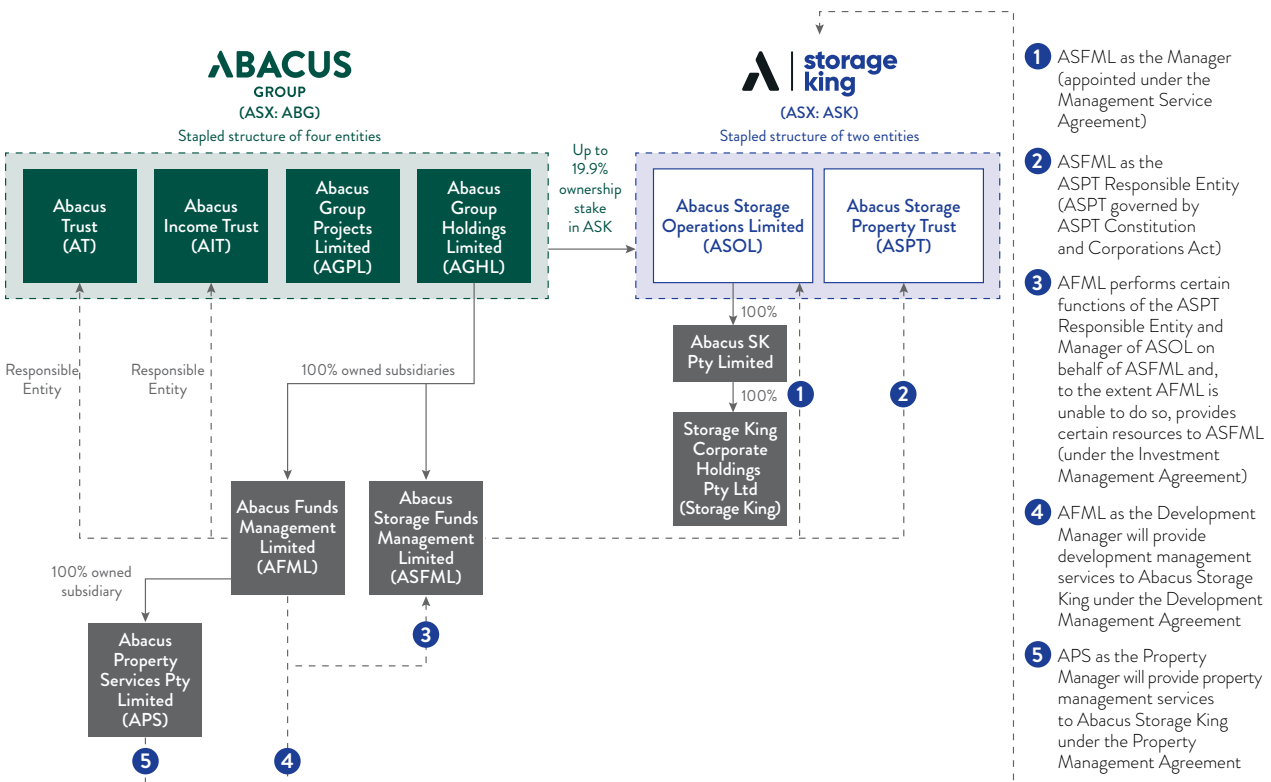 ABACUS
GROUP
(ASX: ABG)
Stapled structure of four entities
Abacus
Trust
(AT)
Abacus
Income Trust
(AIT)
Abacus
Group
Projects
Limited
(AGPL)
Abacus
Group
Holdings
Limited
(AGHL)
Up to
19.9%
ownership
stake
in ASK
storage
king
(ASX: ASK)
Stapled structure of two entities
Abacus Storage
Operations Limited
(ASOL)
Abacus Storage
Property Trust
(ASPT)
Responsible
Entity
Responsible
Entity
100% owned subsidiaries
100%
Abacus SK
Pty Limited
100%
Storage King
Corporate
Holdings
Pty Ltd
(Storage King)
1
2
Abacus Funds
Management
Limited
(AFML)
Abacus
Storage Funds
Management
Limited
(ASFML)
100% owned
subsidiary
Abacus
Property
Services Pty
Limited
(APS)
3
5
4
1 ASFML as the Manager
(appointed under the
Management Service
Agreement)
2 ASFML as the
ASPT Responsible Entity
(ASPT governed by
ASPT Constitution
and Corporations Act)
3 AFML performs certain
functions of the ASPT
Responsible Entity and
Manager of ASOL on
behalf of ASFML and,
to the extent AFML is
unable to do so, provides
certain resources to ASFML
(under the Investment
Management Agreement)
4 AFML as the Development
Manager will provide
development management
services to Abacus Storage
King under the Development
Management Agreement
5 APS as the Property
Manager will provide property
management services
to Abacus Storage King
under the Property
Management Agreement